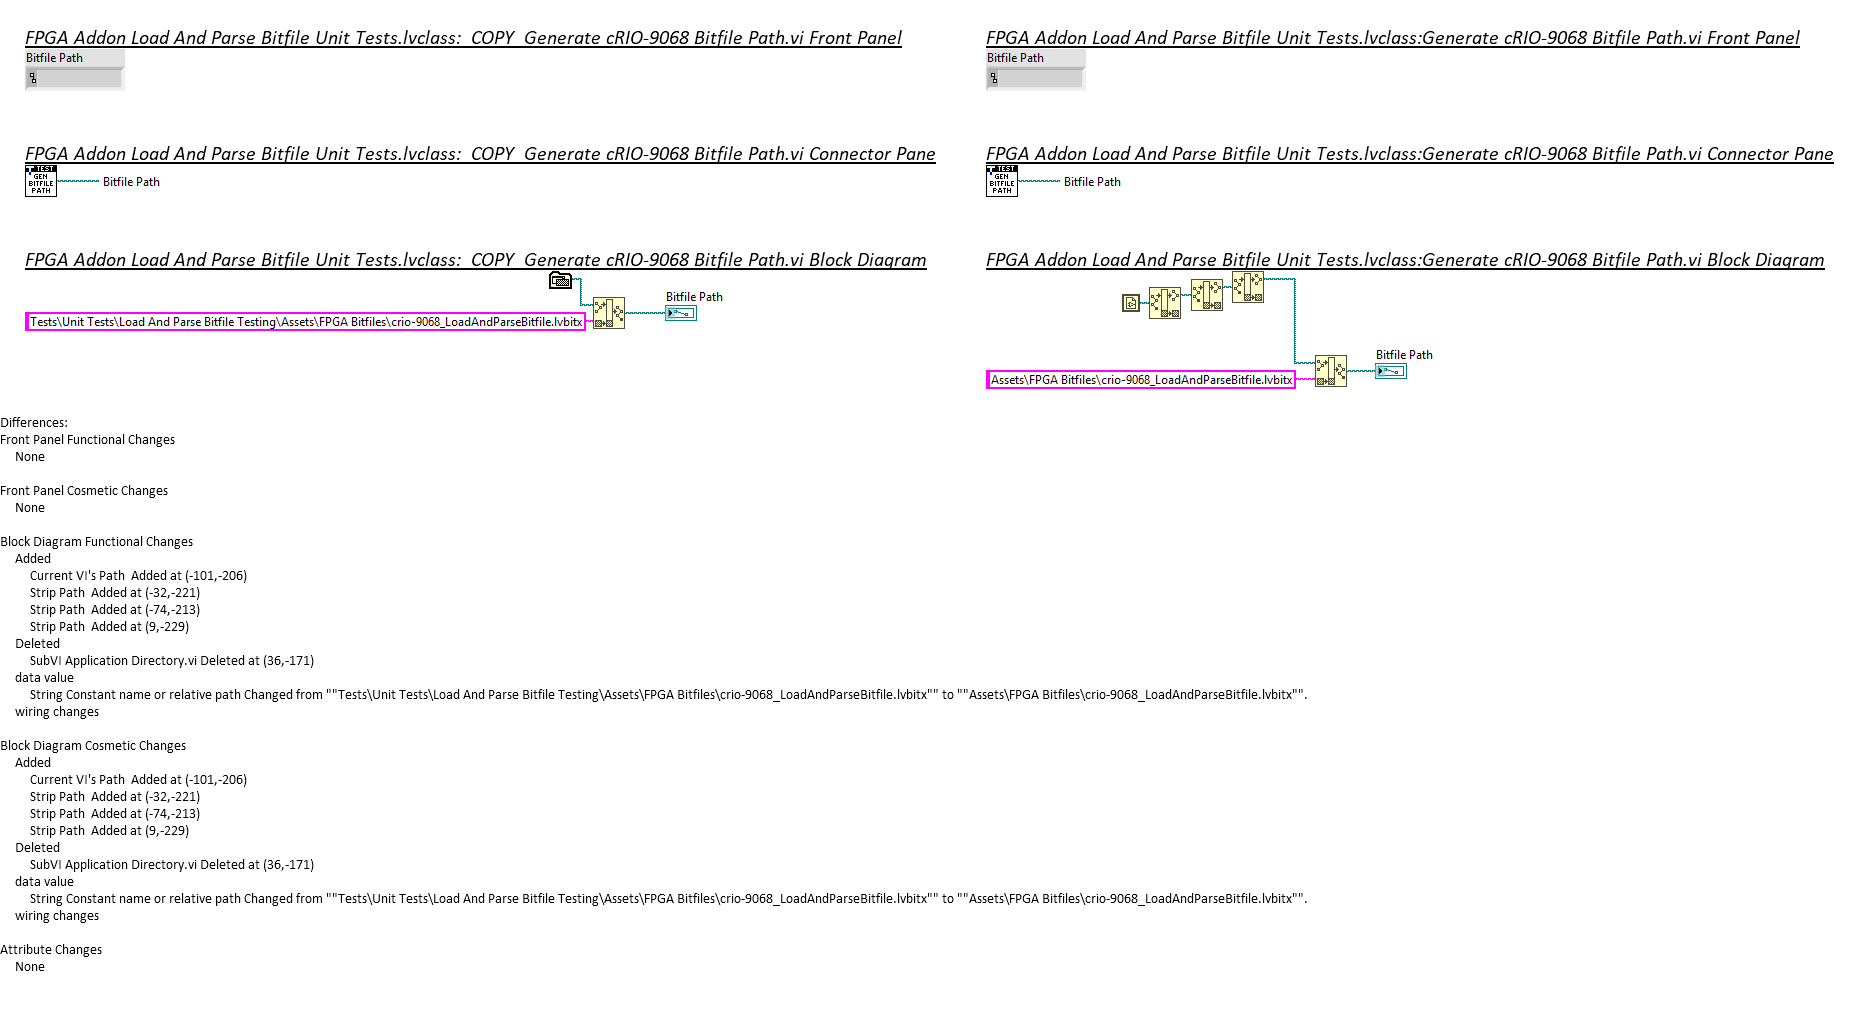 FPGA Addon Load And Parse Bitfile Unit Tests.lvclass:  COPY  Generate cRIO-9068 Bitfile Path.vi Front Panel
Bitfile Path
FPGA Addon Load And Parse Bitfile Unit Tests.lvclass:  COPY  Generate cRIO-9068 Bitfile Path.vi Connector Pane
TEST
GEN
BITFILE
PATH
Bitfile Path
FPGA Addon Load And Parse Bitfile Unit Tests.lvclass:  COPY  Generate cRIO-9068 Bitfile Path.vi Block Diagram
Bitfile Path
Tests\Unit Tests\Load And Parse Bitfile Testing\Assets\FPGA Bitfiles\crio-9068_LoadAndParseBitfile.lvbitx
FPGA Addon Load And Parse Bitfile Unit Tests.lvclass:Generate cRIO-9068 Bitfile Path.vi Front Panel
Bitfile Path
FPGA Addon Load And Parse Bitfile Unit Tests.lvclass:Generate cRIO-9068 Bitfile Path.vi Connector Pane
TEST
GEN
BITFILE
PATH
Bitfile Path
FPGA Addon Load And Parse Bitfile Unit Tests.lvclass:Generate cRIO-9068 Bitfile Path.vi Block Diagram
Bitfile Path
Assets\FPGA Bitfiles\crio-9068_LoadAndParseBitfile.lvbitx
Differences:
Front Panel Functional Changes
None
Front Panel Cosmetic Changes
None
Block Diagram Functional Changes
Added
Current VI's Path  Added at (-101,-206)
Strip Path  Added at (-32,-221)
Strip Path  Added at (-74,-213)
Strip Path  Added at (9,-229)
Deleted
SubVI Application Directory.vi Deleted at (36,-171)
data value
String Constant name or relative path Changed from ""Tests\Unit Tests\Load And Parse Bitfile Testing\Assets\FPGA Bitfiles\crio-9068_LoadAndParseBitfile.lvbitx"" to ""Assets\FPGA Bitfiles\crio-9068_LoadAndParseBitfile.lvbitx"".
wiring changes
Block Diagram Cosmetic Changes
Added
Current VI's Path  Added at (-101,-206)
Strip Path  Added at (-32,-221)
Strip Path  Added at (-74,-213)
Strip Path  Added at (9,-229)
Deleted
SubVI Application Directory.vi Deleted at (36,-171)
data value
String Constant name or relative path Changed from ""Tests\Unit Tests\Load And Parse Bitfile Testing\Assets\FPGA Bitfiles\crio-9068_LoadAndParseBitfile.lvbitx"" to ""Assets\FPGA Bitfiles\crio-9068_LoadAndParseBitfile.lvbitx"".
wiring changes
Attribute Changes
None